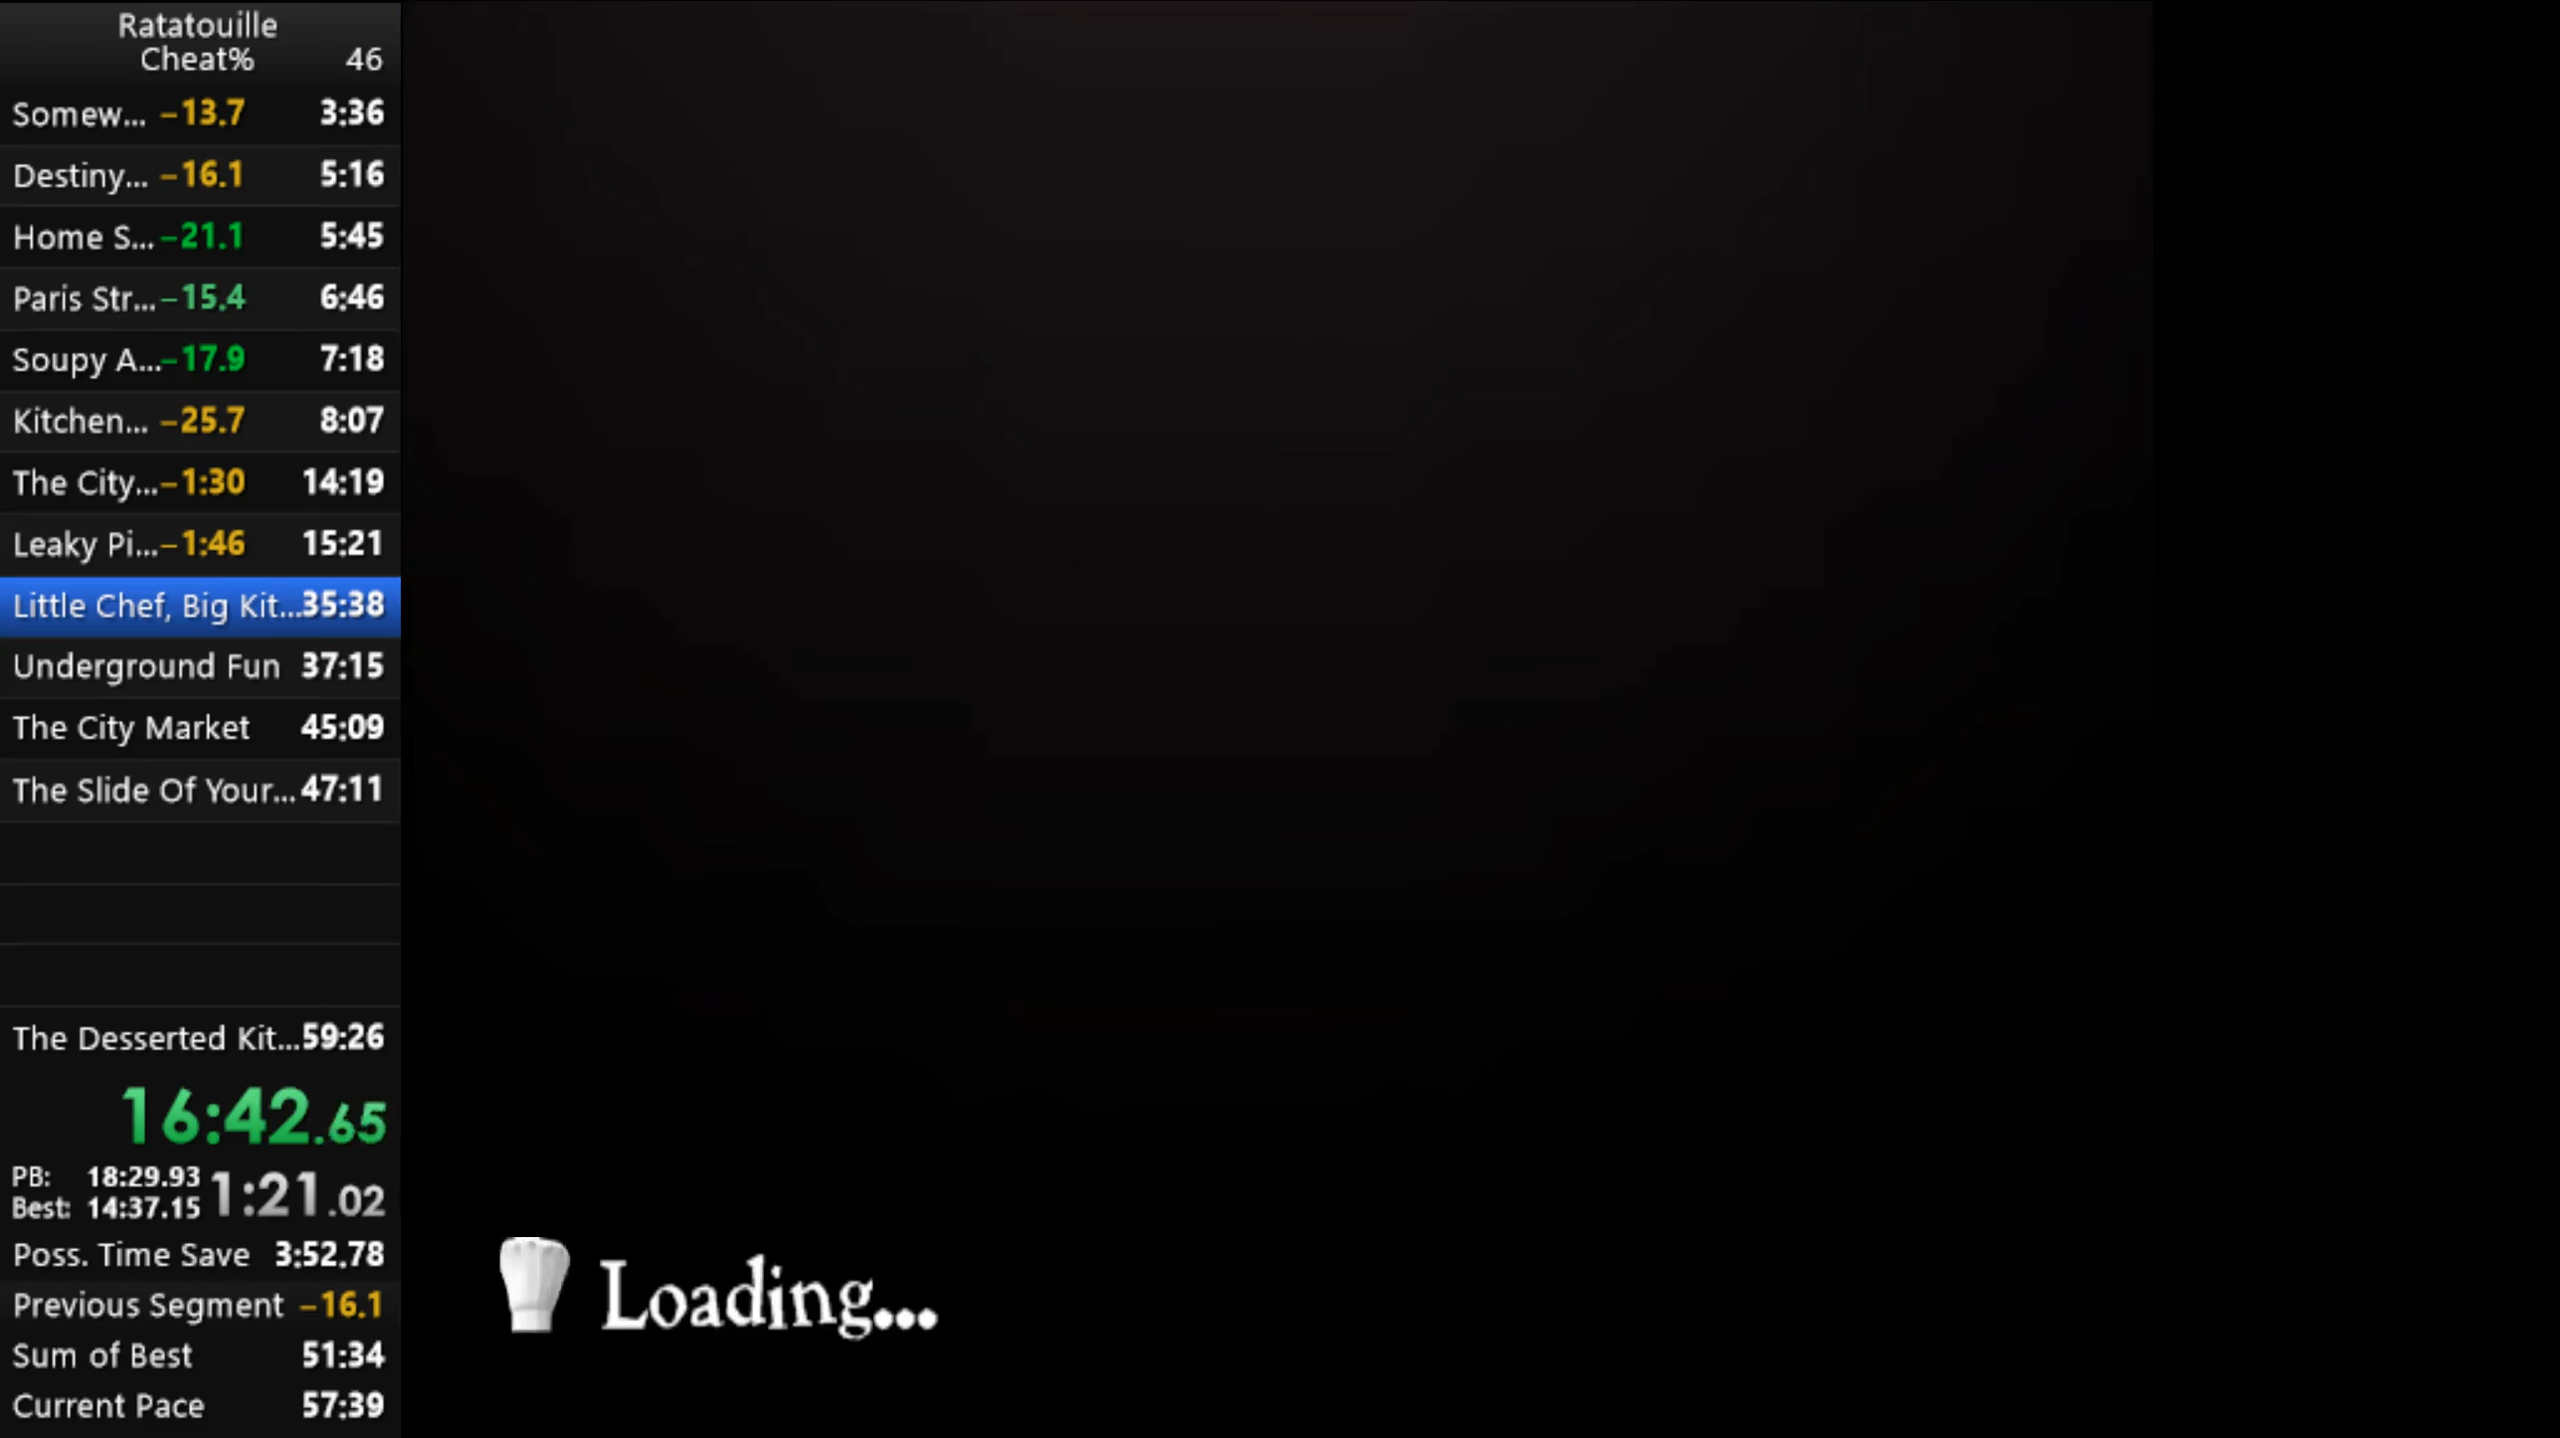 Ratatouille
Cheat% 46
Somew... −13.7 3:36
Destiny... −16.1 5:16
Home S... −21.1 5:45
Paris Str... −15.4 6:46
Soupy A... −17.9 7:18
Kitchen... −25.7 8:07
The City... −1:30 14:19
Leaky Pi... −1:46 15:21
Little Chef, Big Kit... 35:38
Underground Fun 37:15
The City Market 45:09
The Slide Of Your... 47:11
The Desserted Kit... 59:26
16:42.65
PB: 18:29.93 1:21.02
Best: 14:37.15
Poss. Time Save 3:52.78
Previous Segment −16.1
Sum of Best 51:34
Current Pace 57:39
Loading...